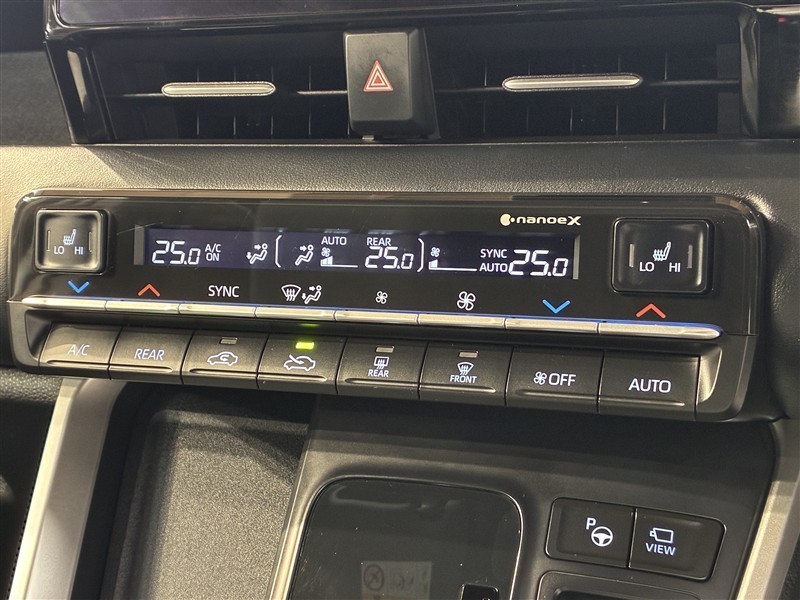 nanoeX
LO HI
25.0 A/C ON AUTO REAR 25.0 SYNC AUTO 25.0
LO HI
SYNC
A/C REAR REAR FRONT OFF AUTO
P
VIEW